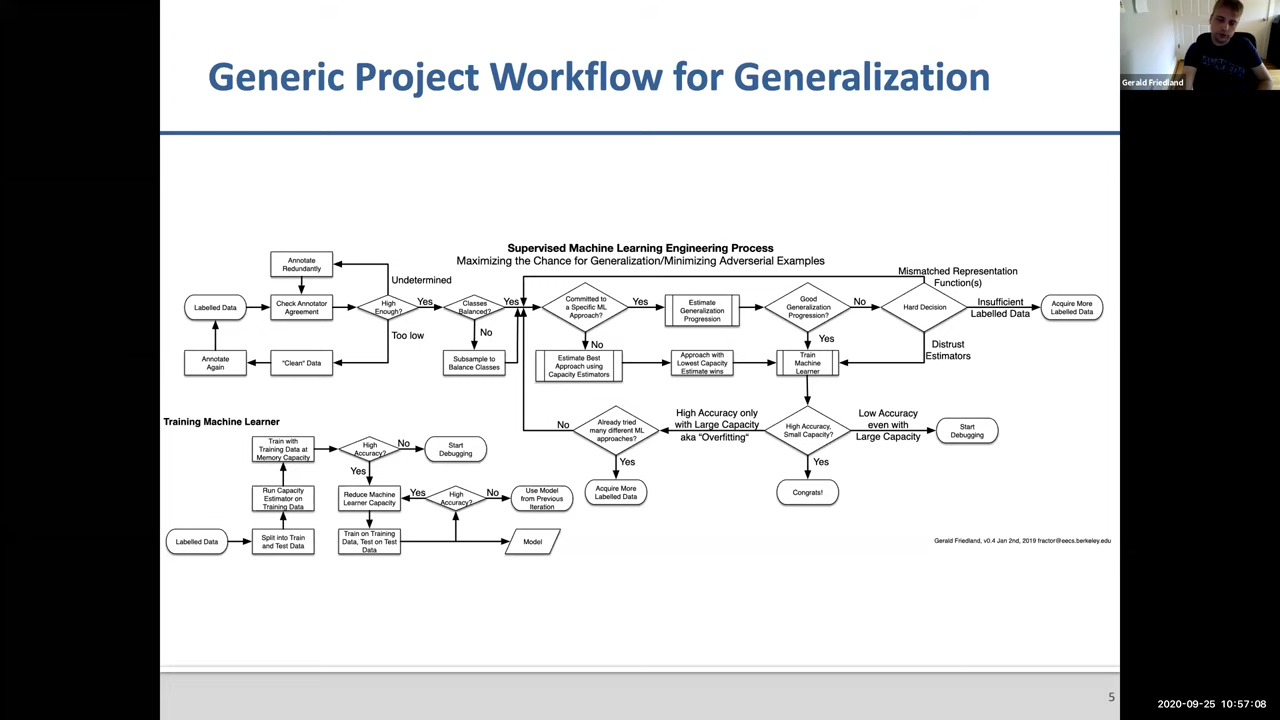 Generic Project Workflow for Generalization
Gerald Friedland
Supervised Machine Learning Engineering Process
Maximizing the Chance for Generalization/Minimizing Adverserial Examples
Annotate
Redundantly
Undetermined
Labelled Data
Check Annotator
Agreement
High
Enough?
Yes
Classes
Balanced?
Yes
Committed to
a Specific ML
Approach?
Yes
Estimate
Generalization
Progression
Good
Generalization
Progression?
No
Mismatched Representation
Function(s)
Hard Decision
Insufficient
Labelled Data
Acquire More
Labelled Data
Too low
No
No
Yes
Distrust
Estimators
Annotate
Again
"Clean" Data
Subsample to
Balance Classes
Estimate Best
Approach using
Capacity Estimators
Approach with
Lowest Capacity
Estimate wins
Train
Machine
Learner
No
Already tried
many different ML
approaches?
High Accuracy only
with Large Capacity
aka "Overfitting"
High Accuracy,
Small Capacity?
Low Accuracy
even with
Large Capacity
Start
Debugging
Yes
Yes
Acquire More
Labelled Data
Congrats!
Training Machine Learner
Train with
Training Data at
Memory Capacity
High
Accuracy?
No
Start
Debugging
Yes
Run Capacity
Estimator on
Training Data
Reduce Machine
Learner Capacity
Yes
High
Accuracy?
No
Use Model
from Previous
Iteration
Labelled Data
Split into Train
and Test Data
Train on Training
Data, Test on Test
Data
Model
Gerald Friedland, v0.4 Jan 2nd, 2019 fractor@eecs.berkeley.edu
5
2020-09-25 10:57:08